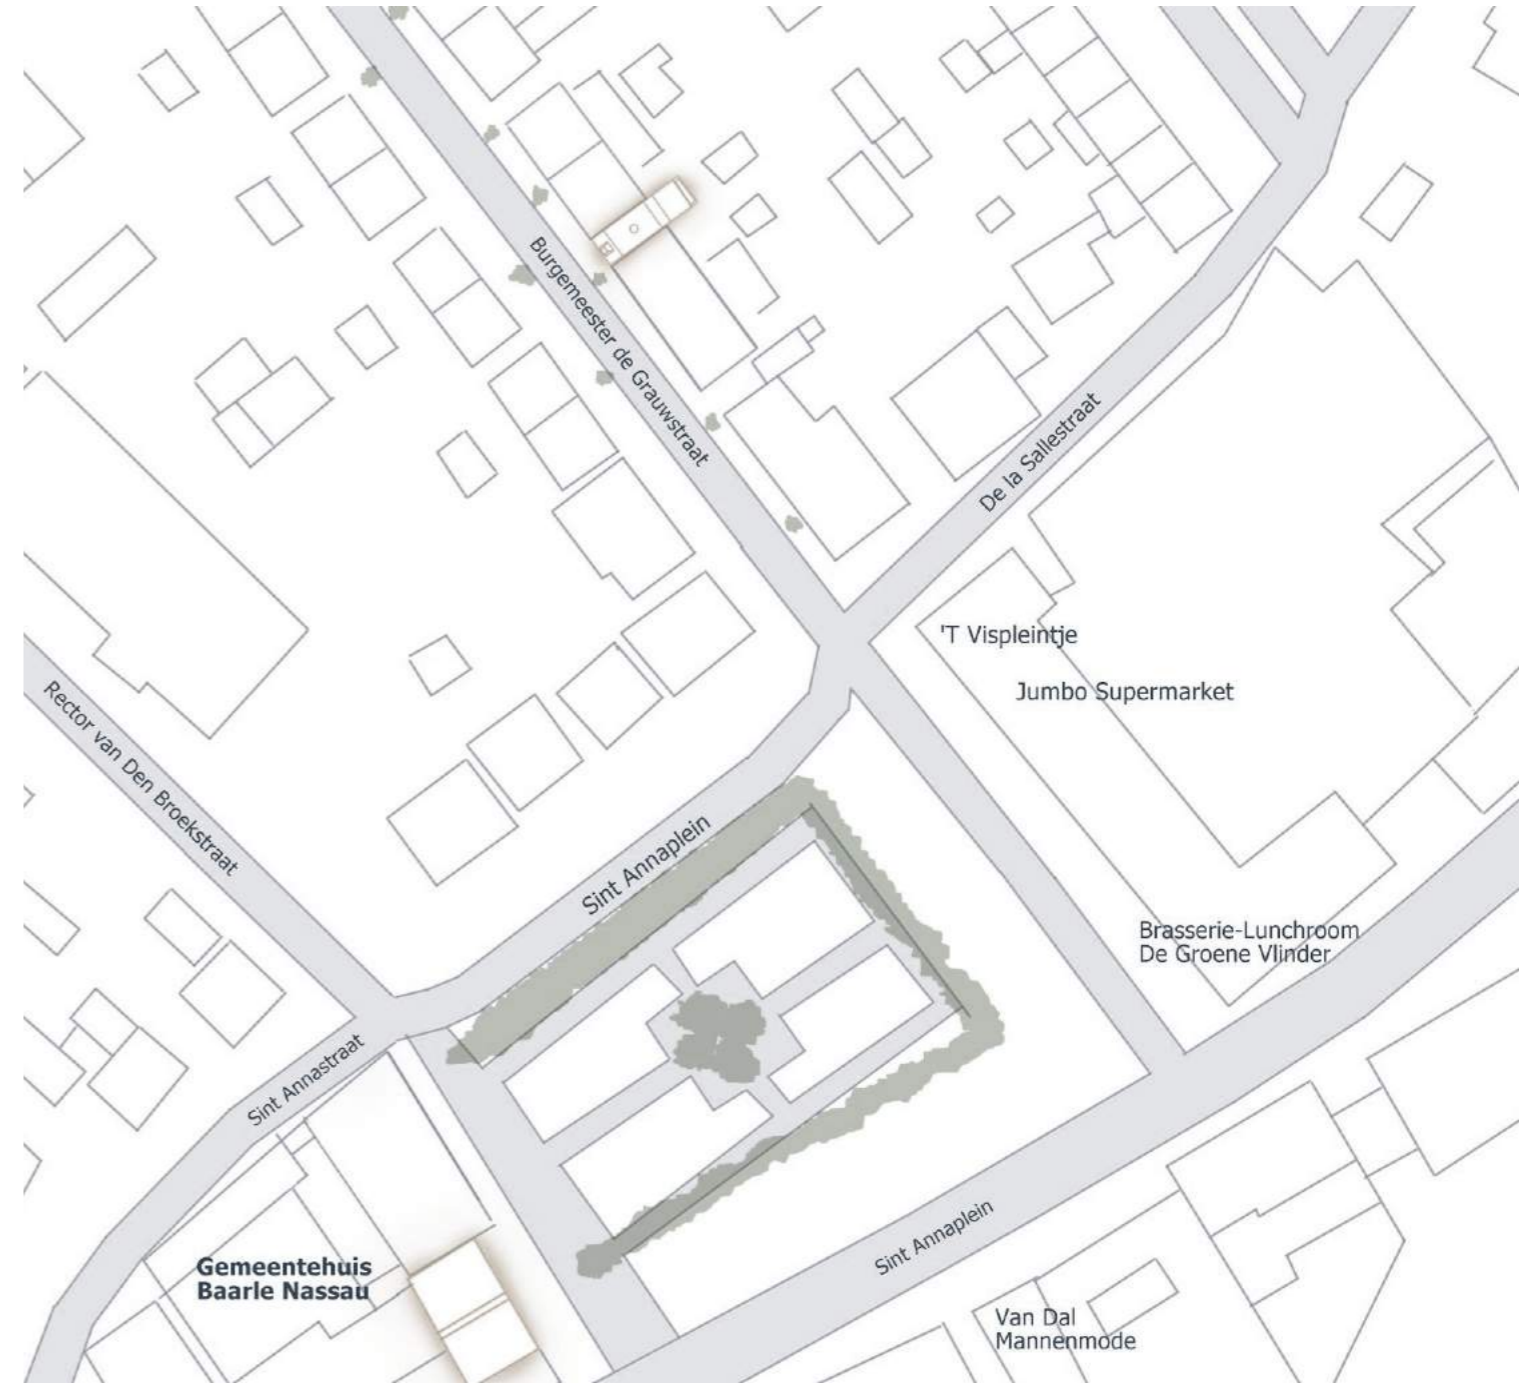 Burgemeester de Grauwstraat
De la Sallestraat
'T Vispleintje
Jumbo Supermarket
Rector van Den Broekstraat
Sint Annaplein
Brasserie-Lunchroom
De Groene Vlinder
Sint Annastraat
Sint Annaplein
Gemeentehuis
Baarle Nassau
Van Dal
Mannenmode